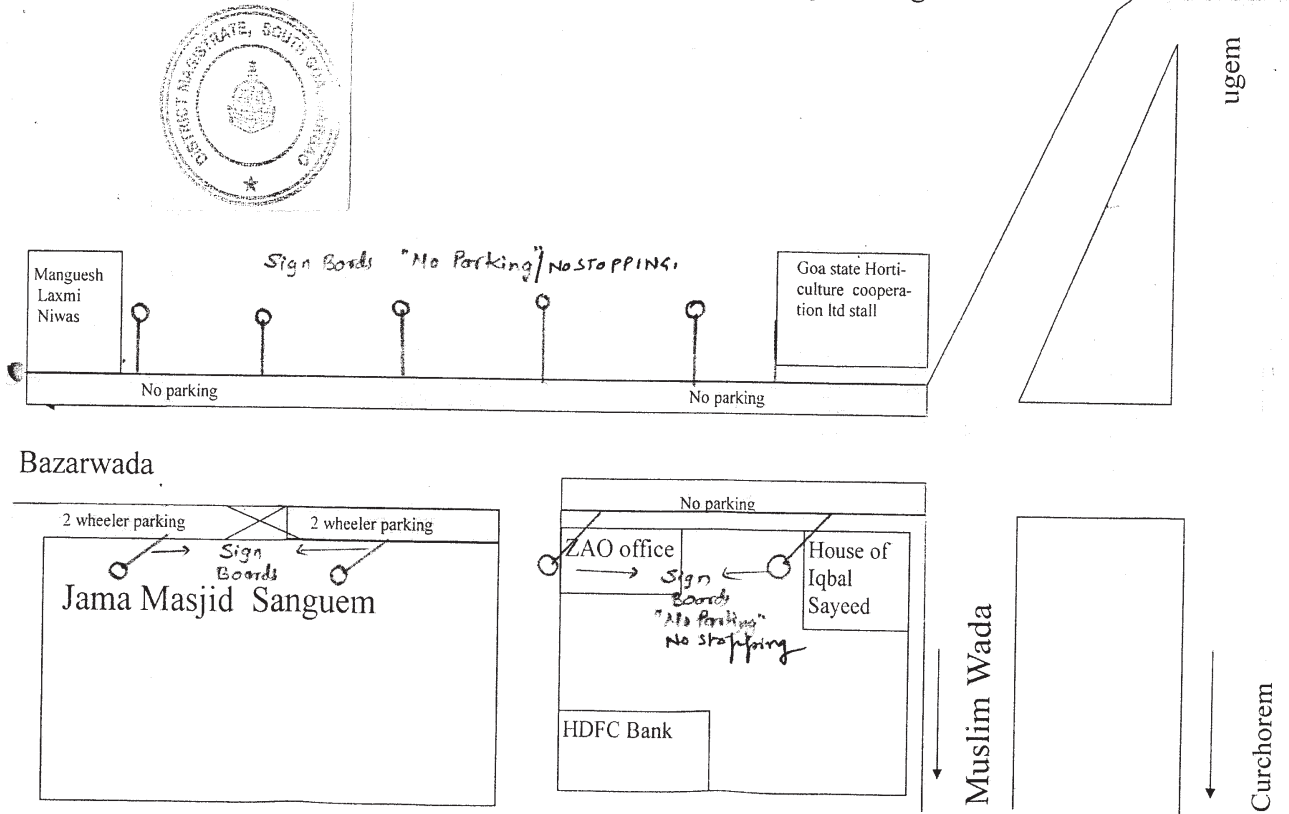 DISTRICT MAGISTRATE, SOUTH GOA,
ugem
Manguesh
Laxmi
Niwas
Sign Bords "No Parking"/NO STOPPING.
Goa state Horti-
culture coopera-
tion ltd stall
No parking
No parking
Bazarwada
2 wheeler parking
2 wheeler parking
Sign
Boards
Jama Masjid Sanguem
No parking
ZAO office
House of
Iqbal
Sayeed
Sign
Boards
"No Parking"
No stopping
HDFC Bank
Muslim Wada
Curchorem